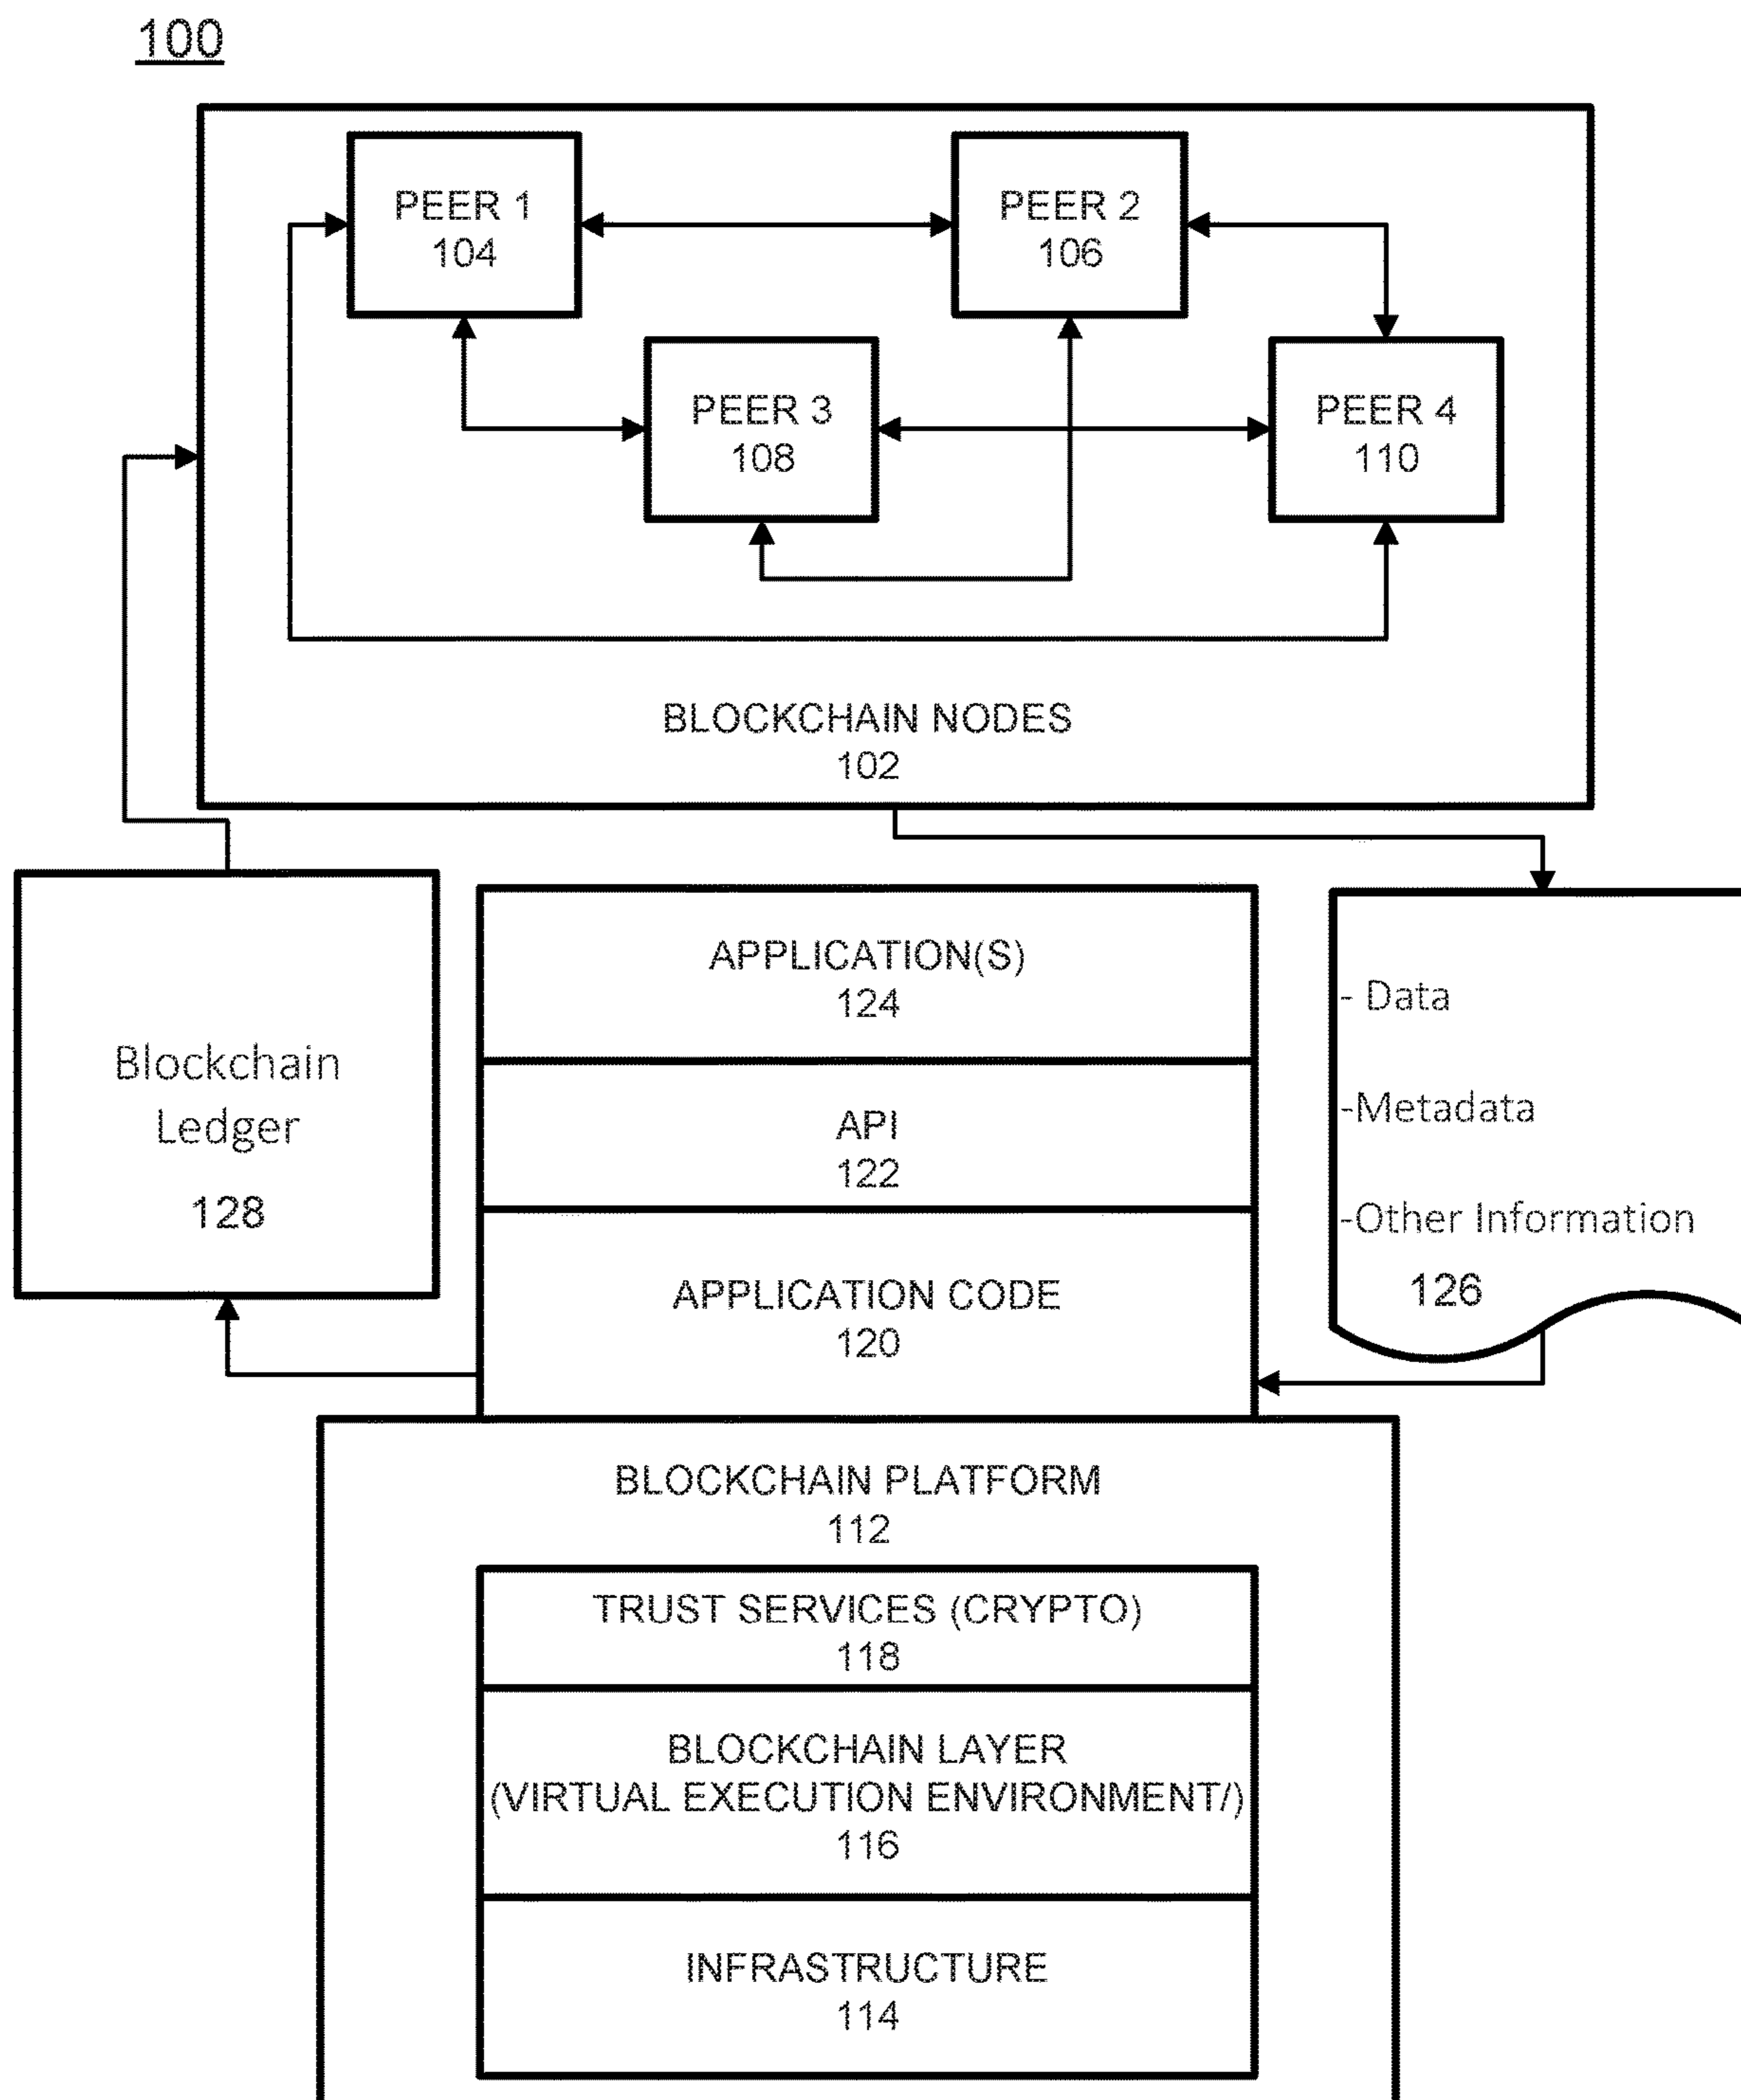 100
PEER 1
104
PEER 2
106
PEER 3
108
PEER 4
110
BLOCKCHAIN NODES
102
Blockchain
Ledger
128
APPLICATION(S)
124
API
122
APPLICATION CODE
120
- Data
-Metadata
-Other Information
126
BLOCKCHAIN PLATFORM
112
TRUST SERVICES (CRYPTO)
118
BLOCKCHAIN LAYER
(VIRTUAL EXECUTION ENVIRONMENT/)
116
INFRASTRUCTURE
114